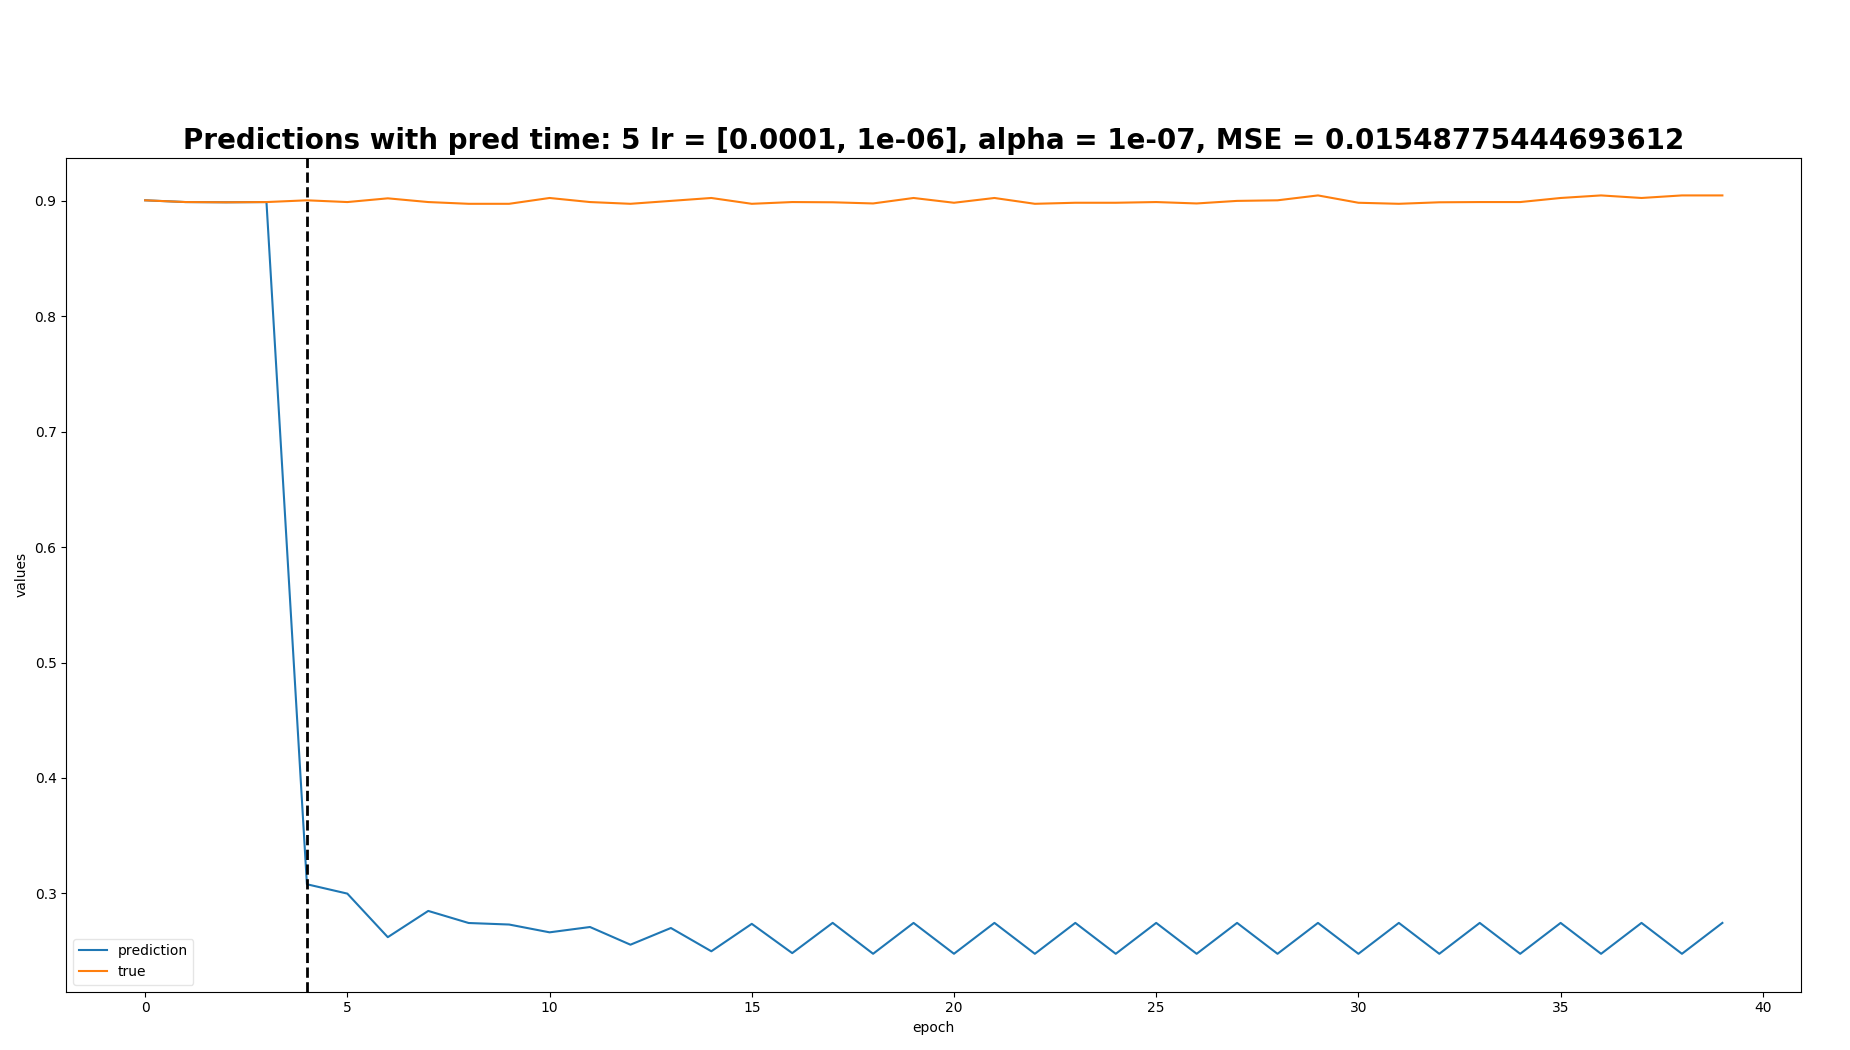 Predictions with pred time: 5 lr = [0.0001, 1e-06], alpha = 1e-07, MSE = 0.01548775444693612
0.9
0.8
0.7
0.6
0.5
0.4
0.3
values
prediction
true
0 5 10 15 20 25 30 35 40
epoch